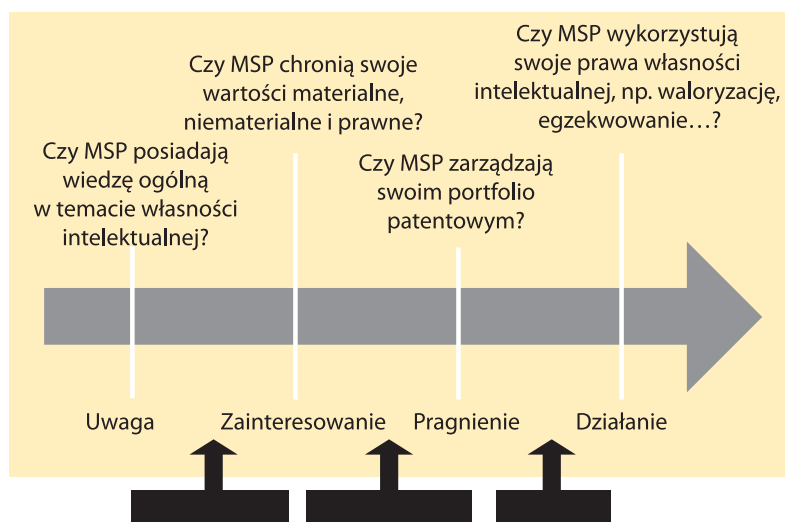 Czy MSP posiadają
wiedzę ogólną
w temacie własności
intelektualnej?
Czy MSP chronią swoje
wartości materialne,
niematerialne i prawne?
Czy MSP zarządzają
swoim portfolio
patentowym?
Czy MSP wykorzystują
swoje prawa własności
intelektualnej, np. waloryzację,
egzekwowanie…?
Uwaga
Zainteresowanie
Pragnienie
Działanie